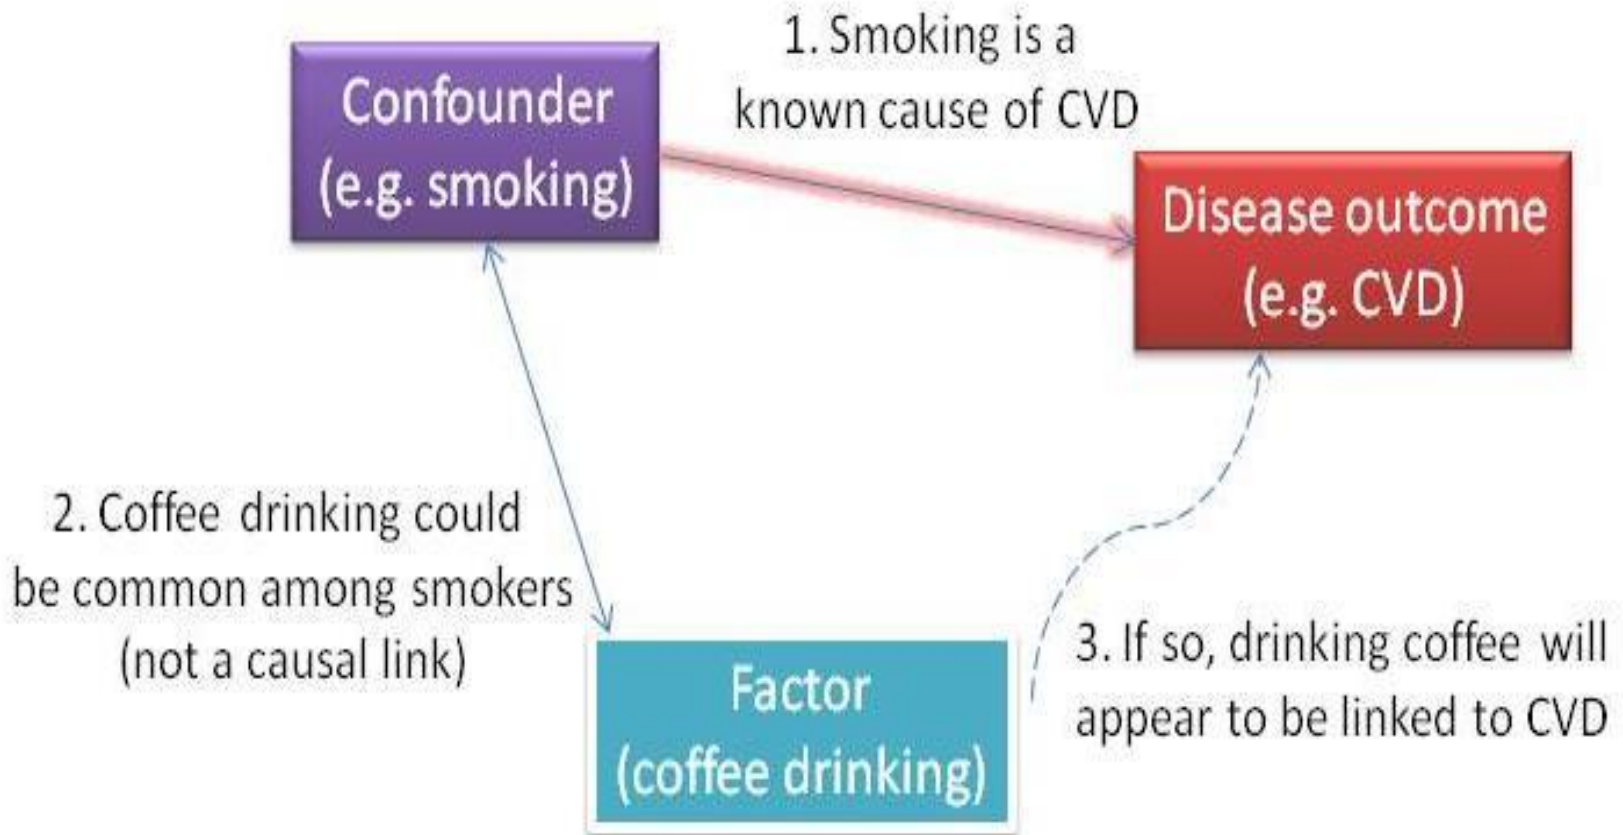 1. Smoking is a
known cause of CVD
Confounder
(e.g. smoking)
Disease outcome
(e.g. CVD)
2. Coffee drinking could
be common among smokers
(not a causal link)
3. If so, drinking coffee will
appear to be linked to CVD
Factor
(coffee drinking)